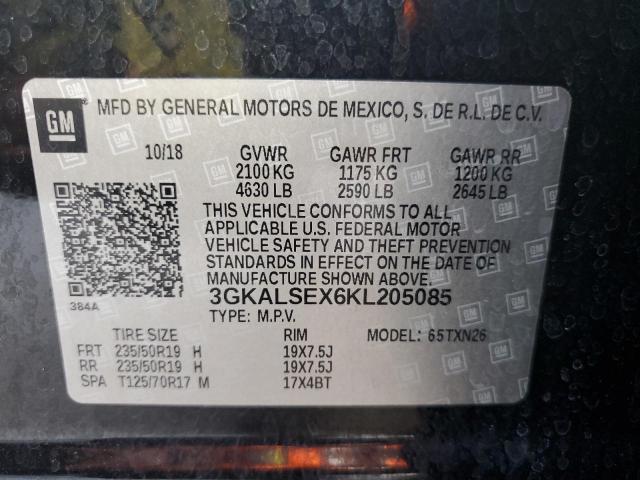 GM
MFD BY GENERAL MOTORS DE MEXICO, S. DE R.L. DE C.V.
10/18 GVWR GAWR FRT GAWR RR
2100 KG 1175 KG 1200 KG
4630 LB 2590 LB 2645 LB
THIS VEHICLE CONFORMS TO ALL
APPLICABLE U.S. FEDERAL MOTOR
VEHICLE SAFETY AND THEFT PREVENTION
STANDARDS IN EFFECT ON THE DATE OF
MANUFACTURE SHOWN ABOVE.
384A 3GKALSEX6KL205085
TYPE: M.P.V.
TIRE SIZE RIM MODEL: 65TXN26
FRT 235/50R19 H 19X7.5J
RR 235/50R19 H 19X7.5J
SPA T125/70R17 M 17X4BT